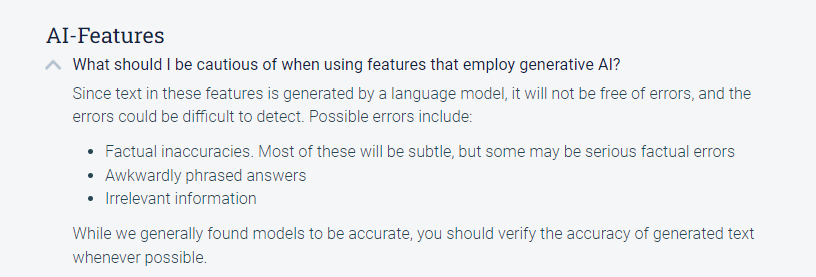 AI-Features
What should I be cautious of when using features that employ generative AI?
Since text in these features is generated by a language model, it will not be free of errors, and the
errors could be difficult to detect. Possible errors include:
• Factual inaccuracies. Most of these will be subtle, but some may be serious factual errors
• Awkwardly phrased answers
• Irrelevant information
While we generally found models to be accurate, you should verify the accuracy of generated text
whenever possible.